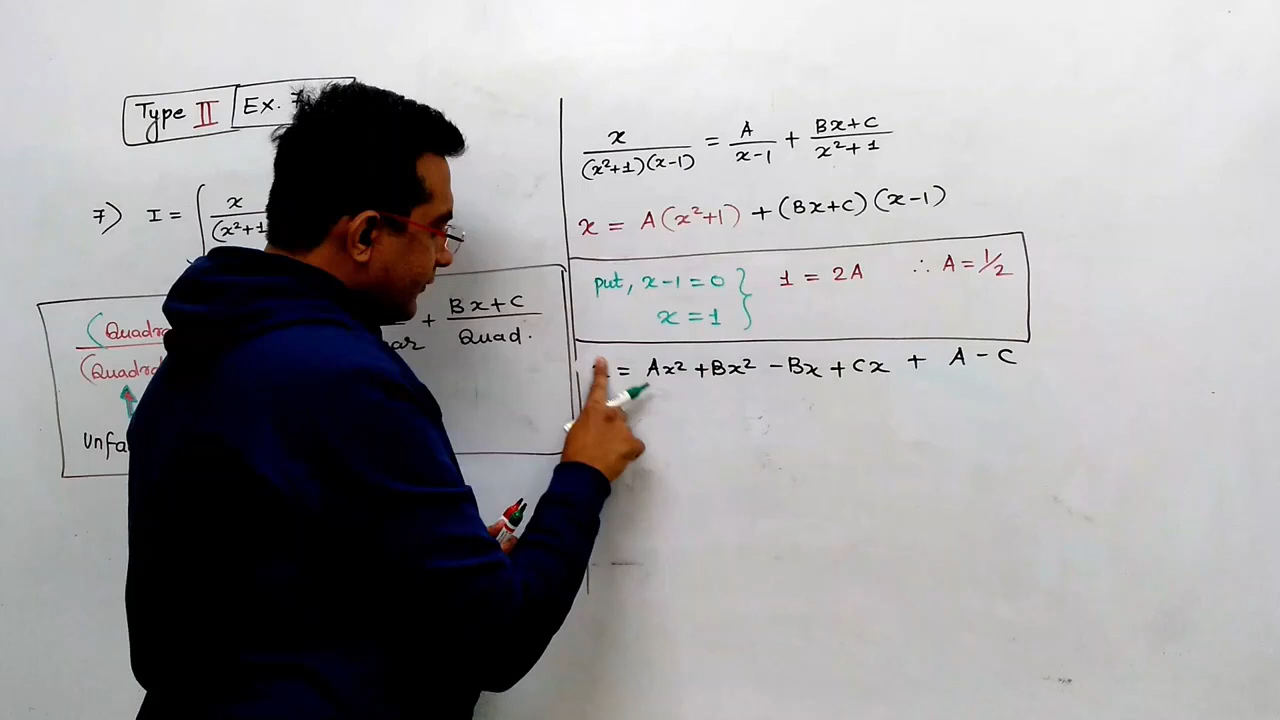 Type II Ex. 7
7) I = ∫ x
(x²+1
(Quadra
(Quadra
Unfa
+ Bx+C
Quad.
x/(x²+1)(x-1) = A/x-1 + Bx+C/x²+1
x = A(x²+1) + (Bx+C)(x-1)
put, x-1=0 } 1 = 2A ∴ A = 1/2
x = 1
= Ax² + Bx² - Bx + Cx + A - C